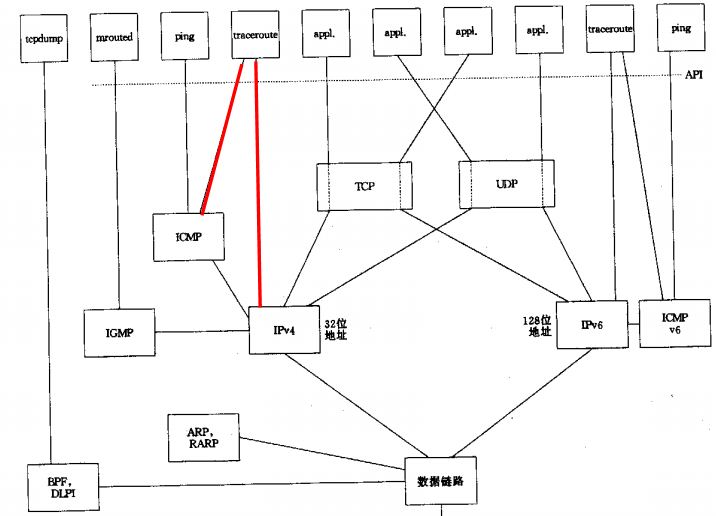 tcpdump
mrouted
ping
traceroute
appl.
appl.
appl.
appl.
traceroute
ping
API
TCP
UDP
ICMP
IGMP
IPv4
32位
地址
128位
地址
IPv6
ICMP
v6
ARP,
RARP
BPF,
DLPI
数据链路